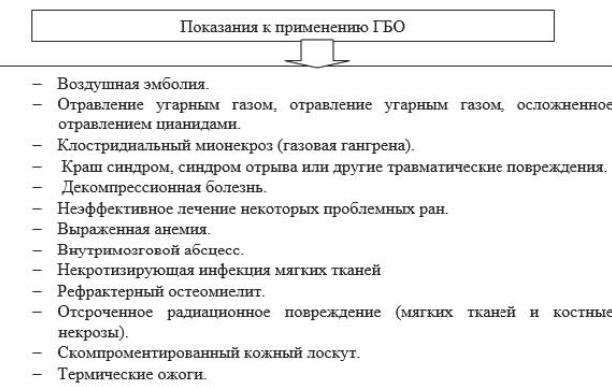 Показания к применению ГБО
– Воздушная эмболия.
– Отравление угарным газом, отравление угарным газом, осложненное
отравлением цианидами.
– Клостридиальный мионекроз (газовая гангрена).
– Краш синдром, синдром отрыва или другие травматические повреждения.
– Декомпрессионная болезнь.
– Неэффективное лечение некоторых проблемных ран.
– Выраженная анемия.
– Внутримозговой абсцесс.
– Некротизирующая инфекция мягких тканей
– Рефрактерный остеомиелит.
– Отсроченное радиационное повреждение (мягких тканей и костные
некрозы).
– Скомпроментированный кожный лоскут.
– Термические ожоги.